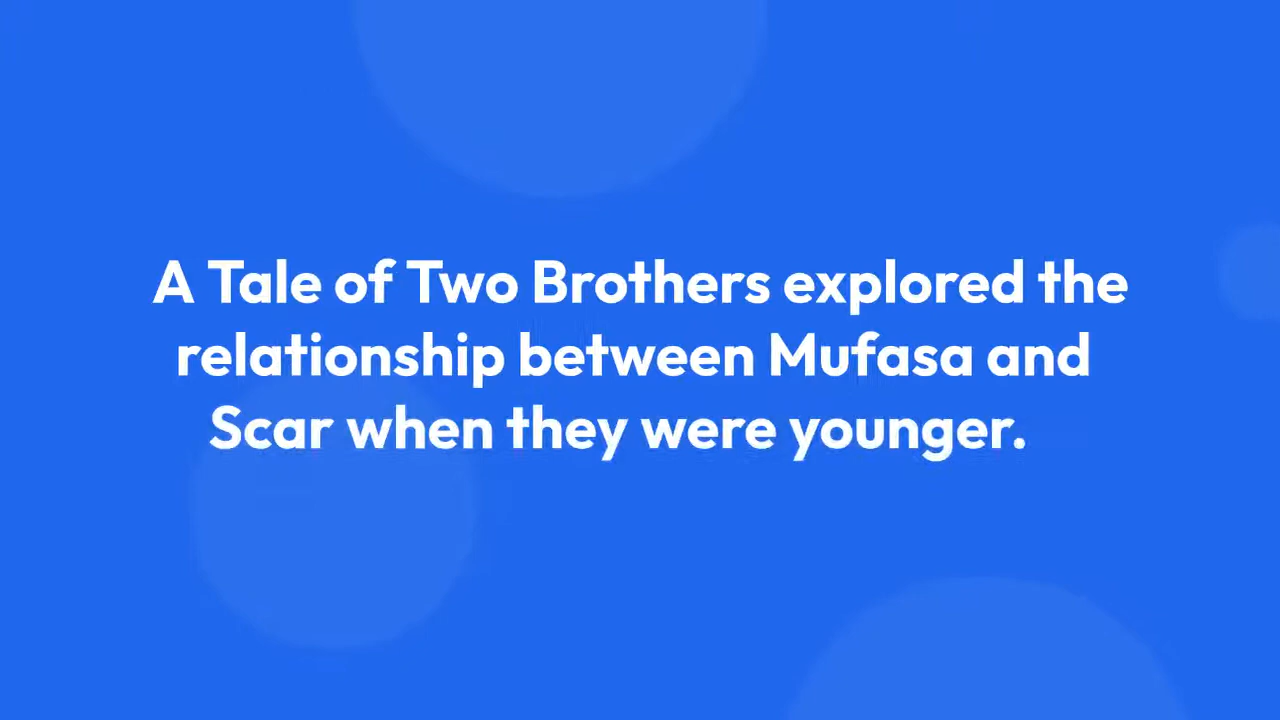 A Tale of Two Brothers explored the
relationship between Mufasa and
Scar when they were younger.